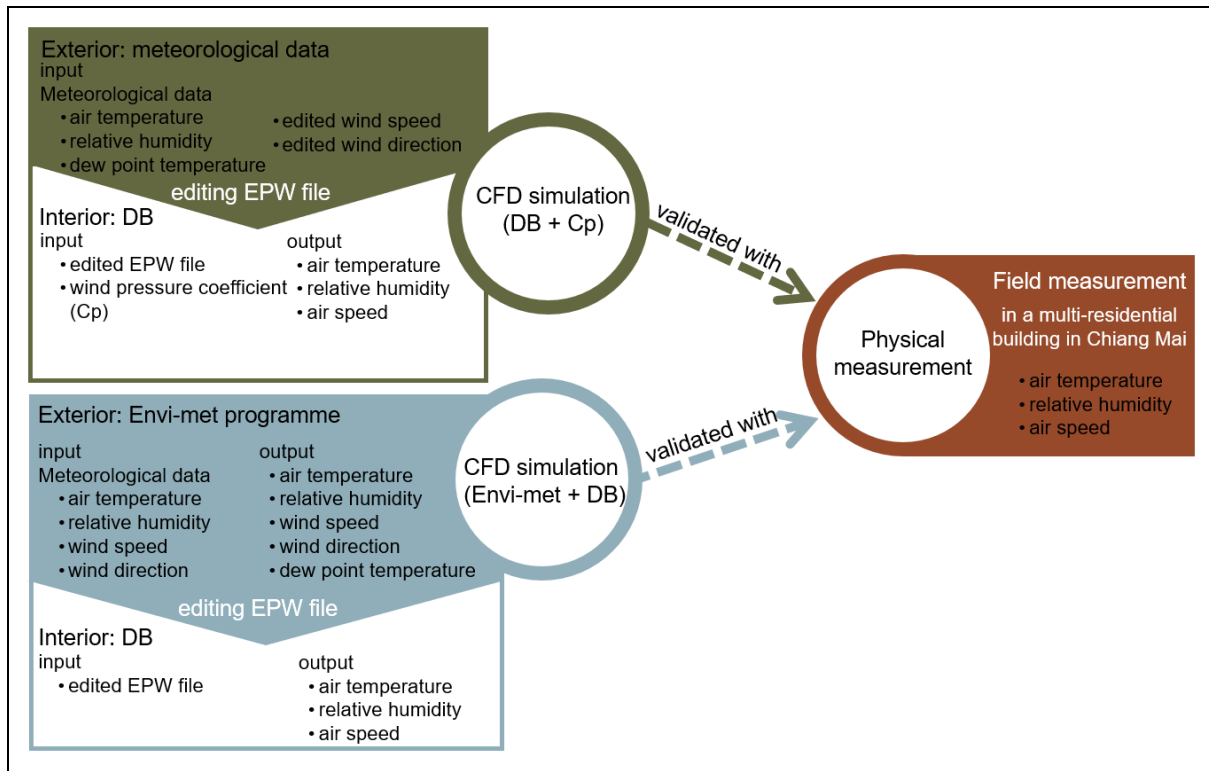 Exterior: meteorological data
input
Meteorological data
• air temperature
• relative humidity
• dew point temperature
• edited wind speed
• edited wind direction
editing EPW file
Interior: DB
input
• edited EPW file
• wind pressure coefficient
(Cp)
output
• air temperature
• relative humidity
• air speed
CFD simulation
(DB + Cp)
validated with
Exterior: Envi-met programme
input
Meteorological data
• air temperature
• relative humidity
• wind speed
• wind direction
output
• air temperature
• relative humidity
• wind speed
• wind direction
• dew point temperature
editing EPW file
Interior: DB
input
• edited EPW file
output
• air temperature
• relative humidity
• air speed
CFD simulation
(Envi-met + DB)
validated with
Physical
measurement
Field measurement
in a multi-residential
building in Chiang Mai
• air temperature
• relative humidity
• air speed